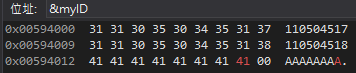 位址: &myID
0x00594000 31 31 30 35 30 34 35 31 37 110504517
0x00594009 31 31 30 35 30 34 35 31 38 110504518
0x00594012 41 41 41 41 41 41 41 41 00 AAAAAAAA.